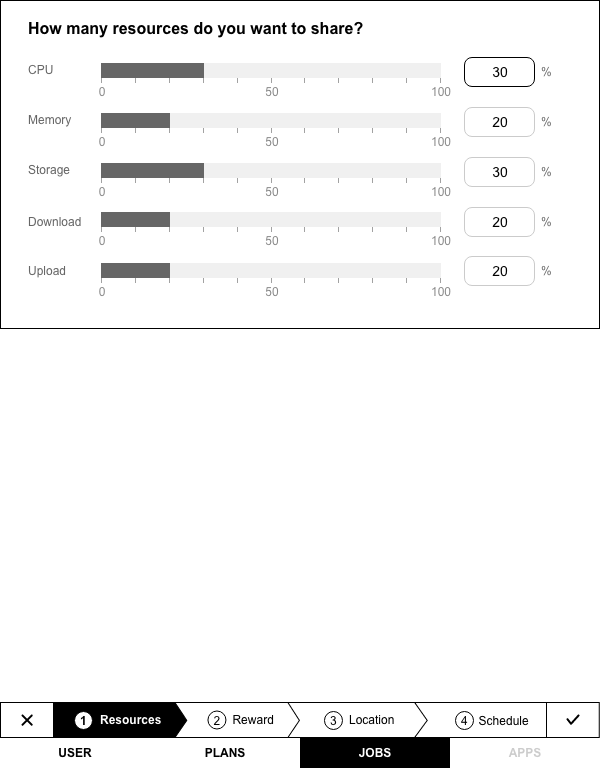 How many resources do you want to share?
CPU 30 %
0 50 100
Memory 20 %
0 50 100
Storage 30 %
0 50 100
Download 20 %
0 50 100
Upload 20 %
0 50 100
1 Resources 2 Reward 3 Location 4 Schedule
USER PLANS JOBS APPS